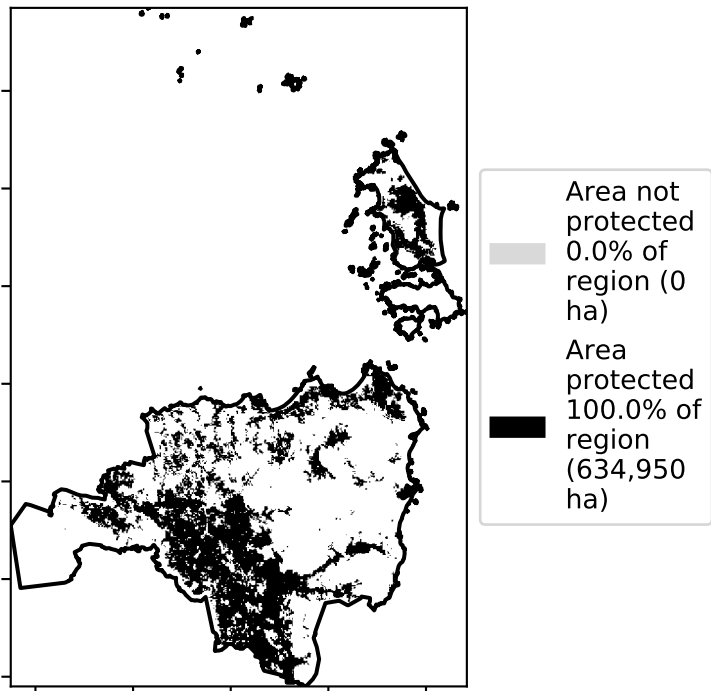 Area not
protected
0.0% of
region (0
ha)
Area
protected
100.0% of
region
(634,950
ha)